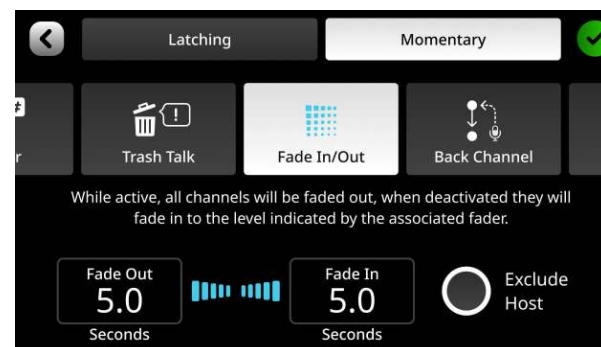 Latching
Momentary
#
!
r
Trash Talk
Fade In/Out
Back Channel
While active, all channels will be faded out, when deactivated they will
fade in to the level indicated by the associated fader.
Fade Out
5.0
Seconds
Fade In
5.0
Seconds
Exclude
Host